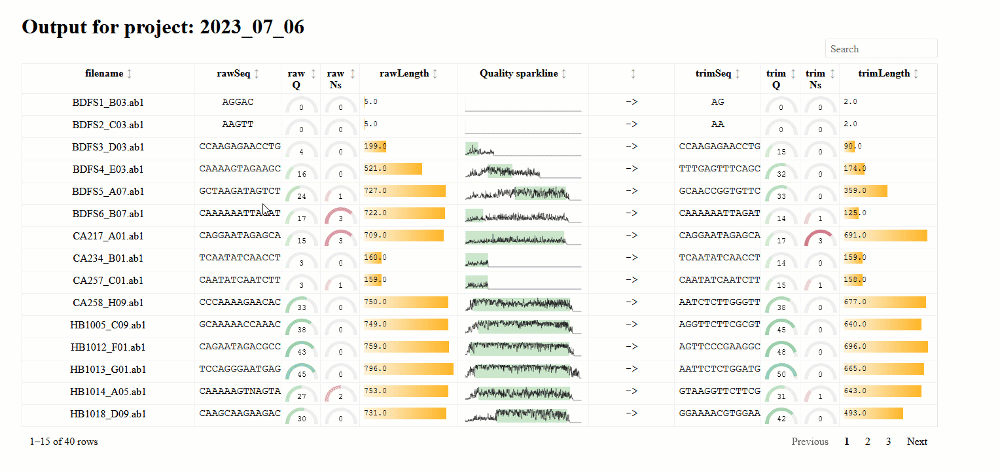 Output for project: 2023_07_06
Search
filename rawSeq raw Q raw Ns rawLength Quality sparkline trimSeq trim Q trim Ns trimLength
BDFS1_B03.ab1 AGGAC 0 0 5.0 -> AG 0 0 2.0
BDFS2_C03.ab1 AAGTT 0 0 5.0 -> AA 0 0 2.0
BDFS3_D03.ab1 CCAAGAGAACCTG 4 0 199.0 -> CCAAGAGAACCTG 15 0 90.0
BDFS4_E03.ab1 CAAAAGTAGAAGC 16 0 521.0 -> TTTGAGTTTCAGC 32 0 174.0
BDFS5_A07.ab1 GCTAAGATAGTCT 24 1 727.0 -> GCAACCGGTGTTC 33 0 359.0
BDFS6_B07.ab1 CAAAAAATTAGAT 17 3 722.0 -> CAAAAAATTAGAT 14 1 125.0
CA217_A01.ab1 CAGGAATAGAGCA 15 3 709.0 -> CAGGAATAGAGCA 17 3 691.0
CA234_B01.ab1 TCAATATCAACCT 3 0 160.0 -> TCAATATCAACCT 14 0 159.0
CA257_C01.ab1 CAATATCAATCTT 3 1 159.0 -> CAATATCAATCTT 15 1 158.0
CA258_H09.ab1 CCCAAAAGAACAC 33 0 750.0 -> AATCTCTTGGGTT 38 0 677.0
HB1005_C09.ab1 GCAAAAACCAAAC 38 0 749.0 -> AGGTTCTTCGCGT 45 0 640.0
HB1012_F01.ab1 CAGAATAGACGCC 43 0 759.0 -> AGTTCCCGAAGGC 48 0 696.0
HB1013_G01.ab1 TCCAGGGAATGAG 45 0 796.0 -> AATTCTCTGGATG 50 0 665.0
HB1014_A05.ab1 CAAAAAGTNAGTA 27 2 753.0 -> GTAAGGTTCTTCG 31 1 643.0
HB1018_D09.ab1 CAAGCAAGAAGAC 30 0 731.0 -> GGAAAACGTGGAA 42 0 493.0
1–15 of 40 rows Previous 1 2 3 Next